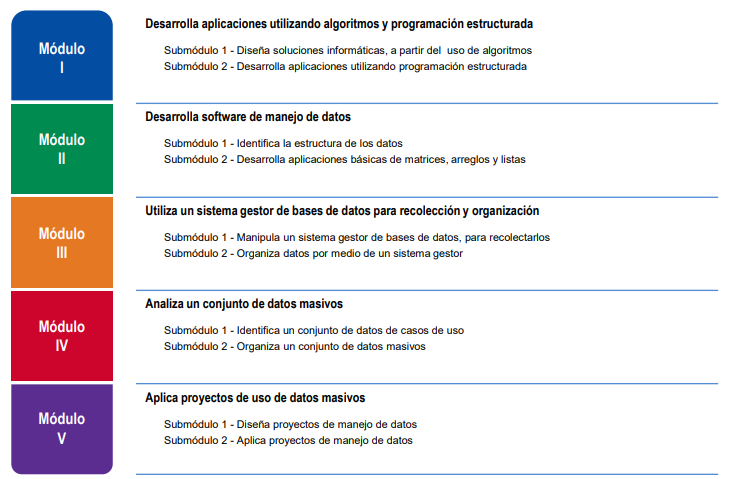 Módulo
I
Desarrolla aplicaciones utilizando algoritmos y programación estructurada
Submódulo 1 - Diseña soluciones informáticas, a partir del uso de algoritmos
Submódulo 2 - Desarrolla aplicaciones utilizando programación estructurada
Módulo
II
Desarrolla software de manejo de datos
Submódulo 1 - Identifica la estructura de los datos
Submódulo 2 - Desarrolla aplicaciones básicas de matrices, arreglos y listas
Módulo
III
Utiliza un sistema gestor de bases de datos para recolección y organización
Submódulo 1 - Manipula un sistema gestor de bases de datos, para recolectarlos
Submódulo 2 - Organiza datos por medio de un sistema gestor
Módulo
IV
Analiza un conjunto de datos masivos
Submódulo 1 - Identifica un conjunto de datos de casos de uso
Submódulo 2 - Organiza un conjunto de datos masivos
Módulo
V
Aplica proyectos de uso de datos masivos
Submódulo 1 - Diseña proyectos de manejo de datos
Submódulo 2 - Aplica proyectos de manejo de datos